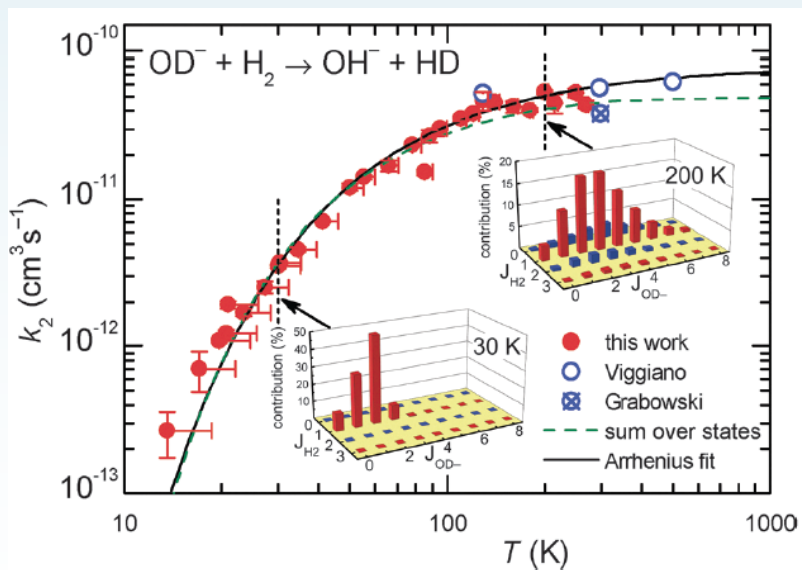 OD⁻ + H₂ → OH⁻ + HD
k₂ (cm³s⁻¹)
10⁻¹⁰
10⁻¹¹
10⁻¹²
10⁻¹³
200 K
contribution (%)
20
15
10
5
0
J_H2
1
2
3
0
2
4
6
8
J_OD–
30 K
contribution (%)
50
40
30
20
10
0
J_H2
1
2
3
0
2
4
6
8
J_OD–
this work
Viggiano
Grabowski
sum over states
Arrhenius fit
10
100
1000
T (K)